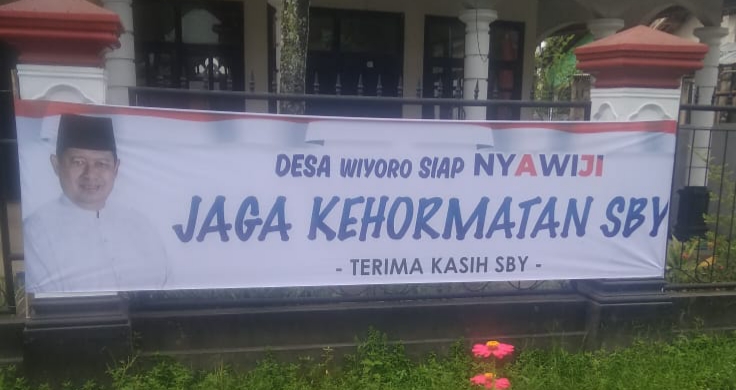 DESA WIYORO SIAP NYAWIJI
JAGA KEHORMATAN SBY
- TERIMA KASIH SBY -